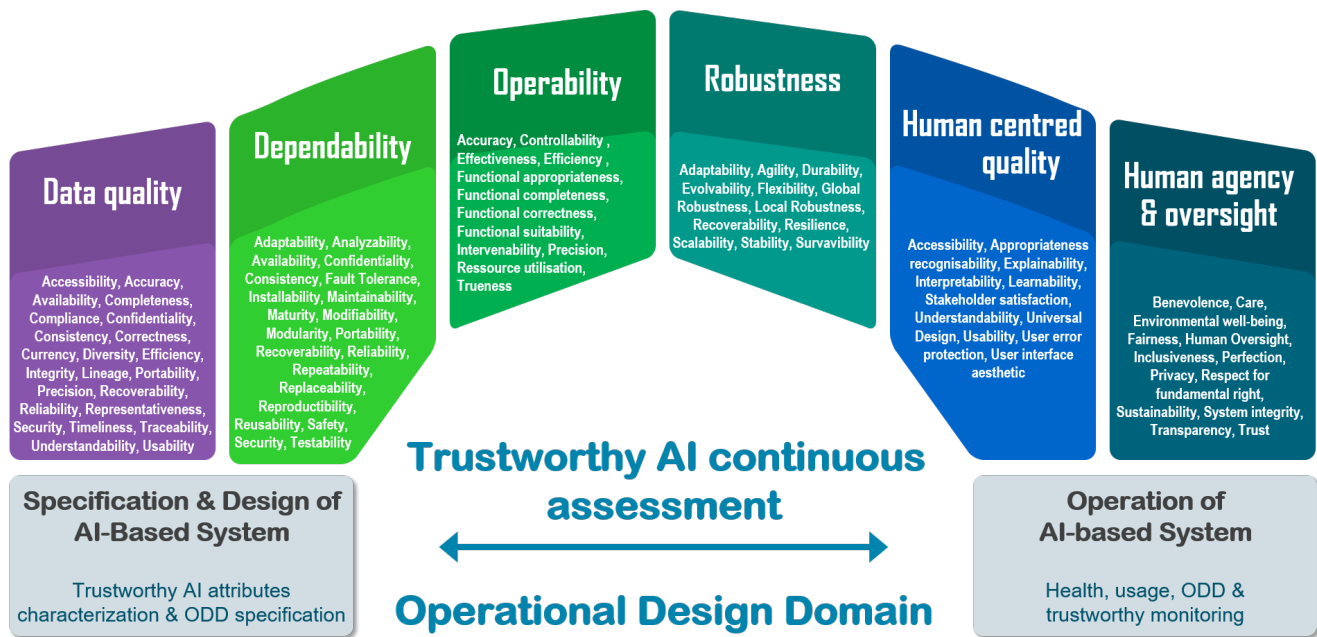 Data quality
Accessibility, Accuracy,
Availability, Completeness,
Compliance, Confidentiality,
Consistency, Correctness,
Currency, Diversity, Efficiency,
Integrity, Lineage, Portability,
Precision, Recoverability,
Reliability, Representativeness,
Security, Timeliness, Traceability,
Understandability, Usability
Dependability
Adaptability, Analyzability,
Availability, Confidentiality,
Consistency, Fault Tolerance,
Installability, Maintainability,
Maturity, Modifiability,
Modularity, Portability,
Recoverability, Reliability,
Repeatability,
Replaceability,
Reproductibility,
Reusability, Safety,
Security, Testability
Operability
Accuracy, Controllability ,
Effectiveness, Efficiency ,
Functional appropriateness,
Functional completeness,
Functional correctness,
Functional suitability,
Intervenability, Precision,
Ressource utilisation,
Trueness
Robustness
Adaptability, Agility, Durability,
Evolvability, Flexibility, Global
Robustness, Local Robustness,
Recoverability, Resilience,
Scalability, Stability, Survavibility
Human centred
quality
Accessibility, Appropriateness
recognisability, Explainability,
Interpretability, Learnability,
Stakeholder satisfaction,
Understandability, Universal
Design, Usability, User error
protection, User interface
aesthetic
Human agency
& oversight
Benevolence, Care,
Environmental well-being,
Fairness, Human Oversight,
Inclusiveness, Perfection,
Privacy, Respect for
fundamental right,
Sustainability, System integrity,
Transparency, Trust
Trustworthy AI continuous
assessment
Operational Design Domain
Specification & Design of
AI-Based System
Trustworthy AI attributes
characterization & ODD specification
Operation of
AI-based System
Health, usage, ODD &
trustworthy monitoring